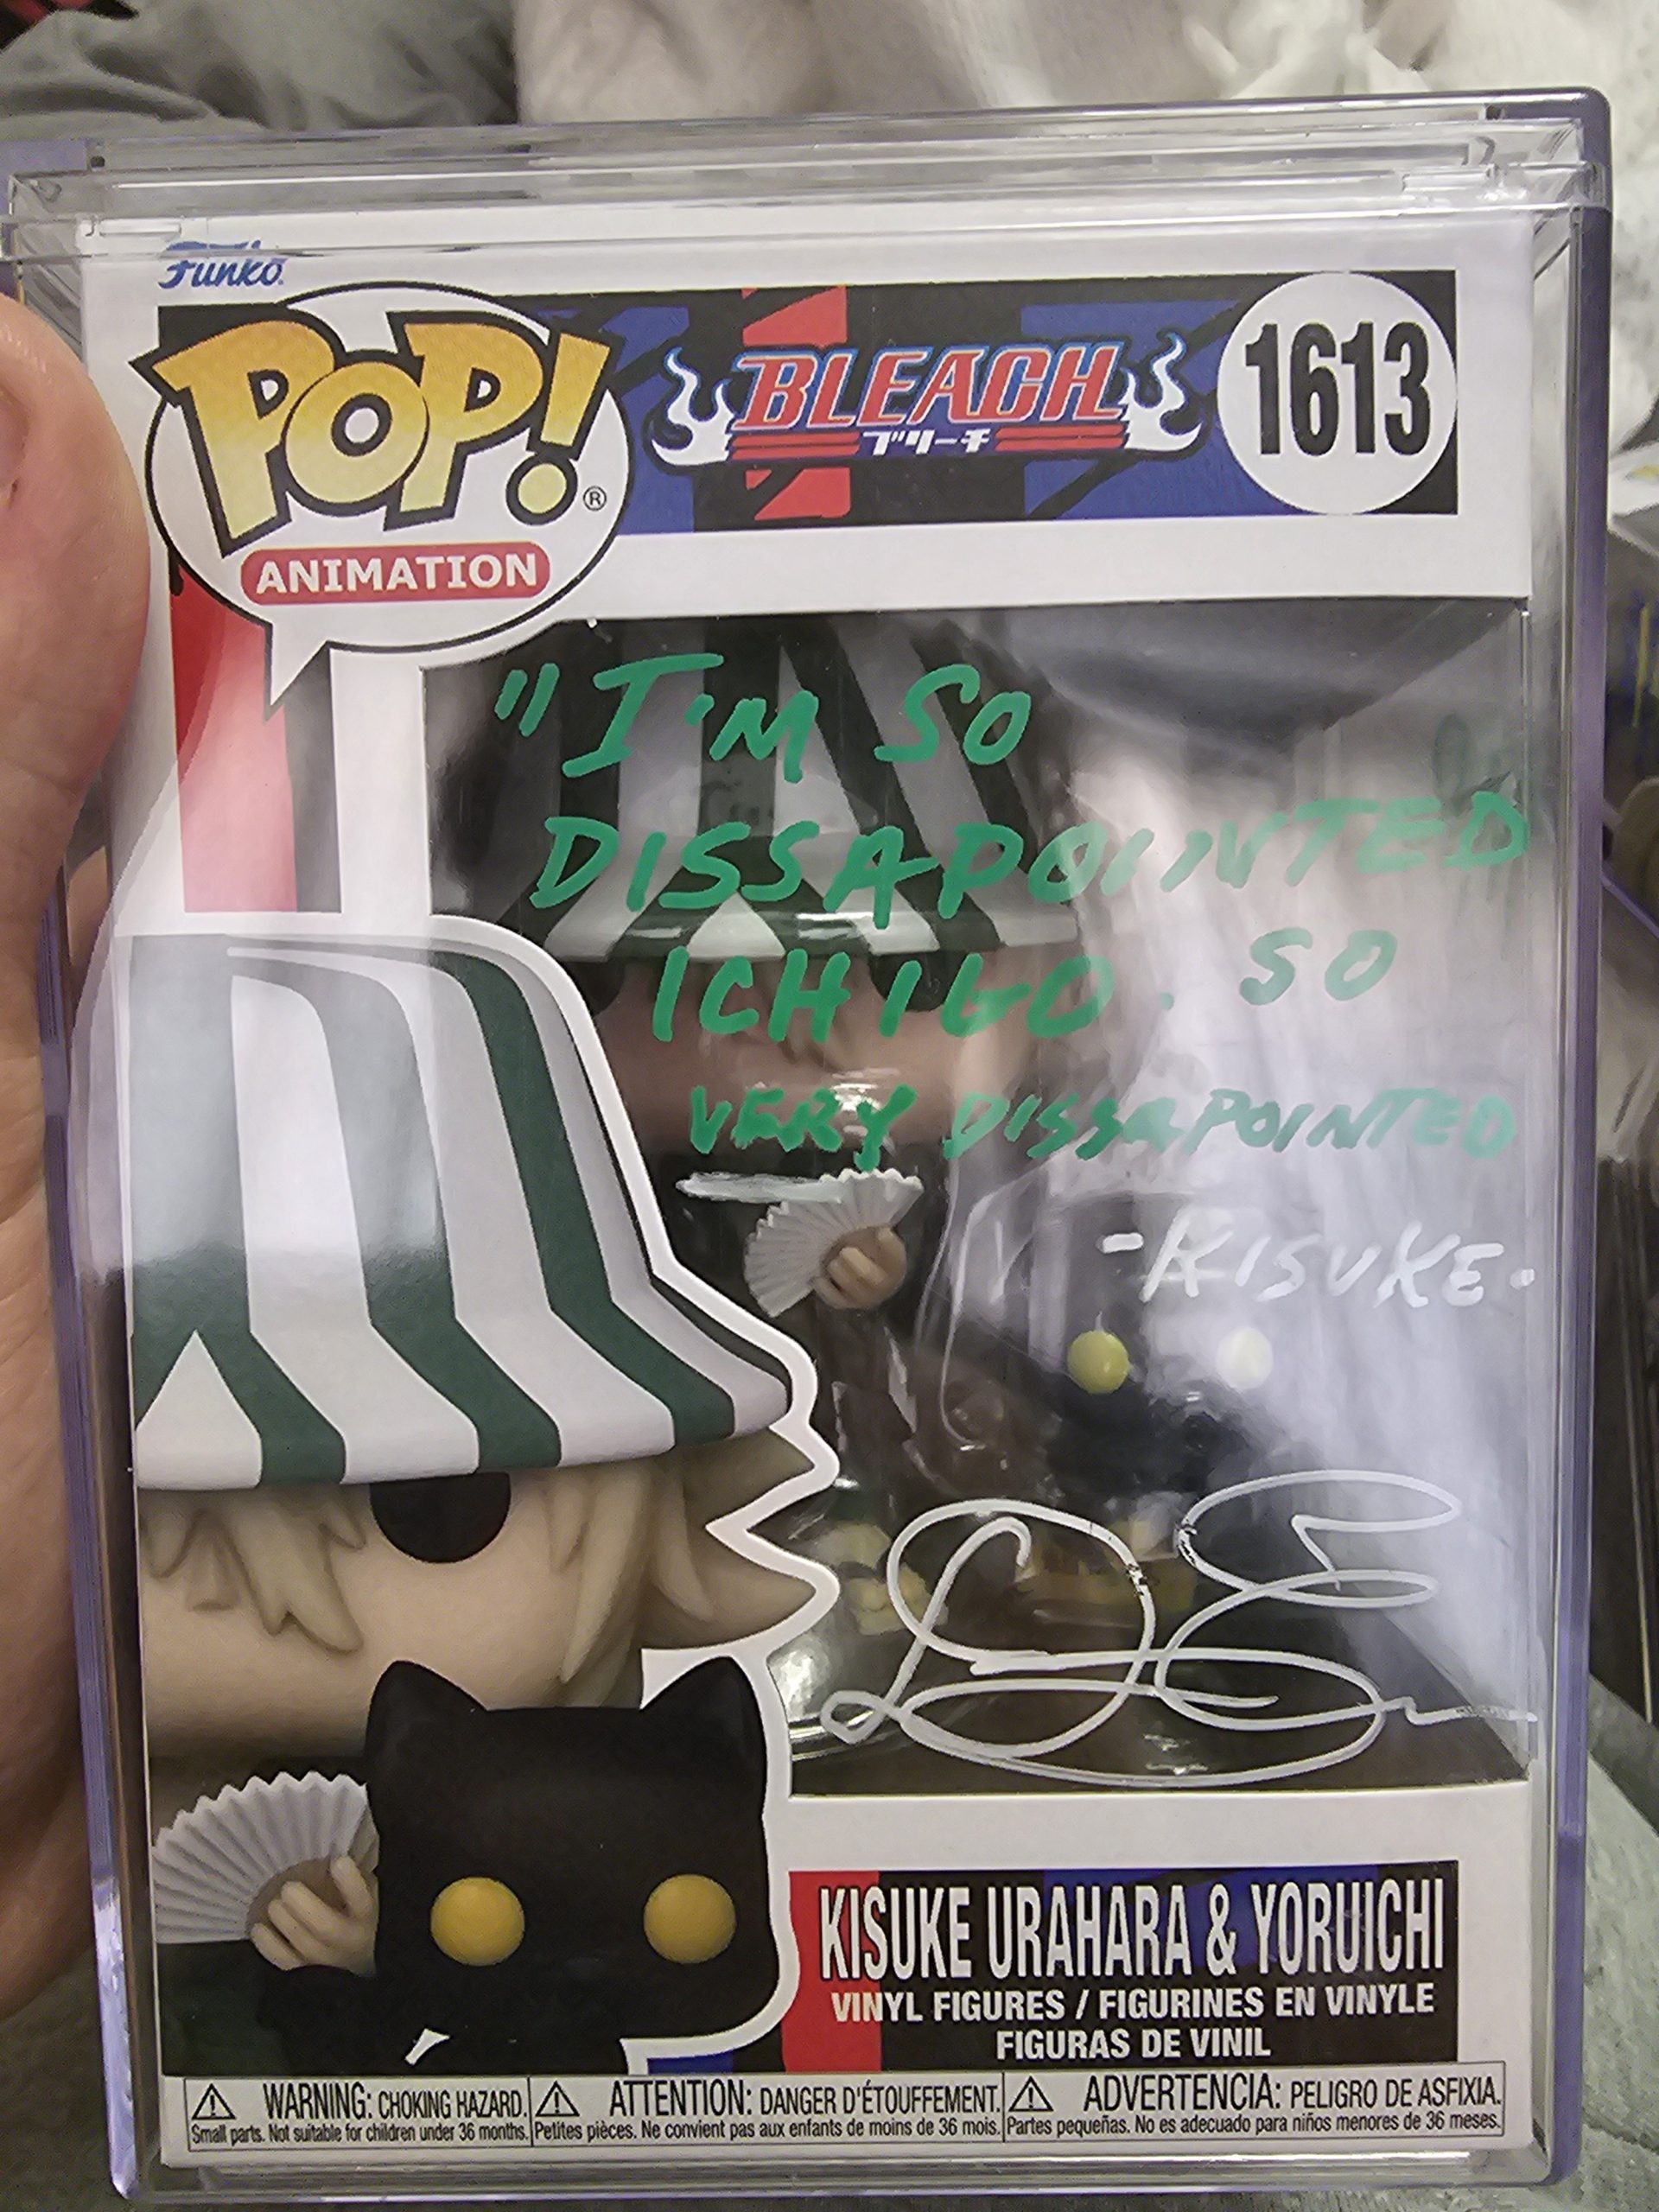 Funko
POP!®
ANIMATION
BLEACH
ブリーチ
1613
"I'M SO
DISSAPOINTED
ICHIGO. SO
VERY DISSAPOINTED
-KISUKE.
KISUKE URAHARA & YORUICHI
VINYL FIGURES / FIGURINES EN VINYLE
FIGURAS DE VINIL
WARNING: CHOKING HAZARD.
Small parts. Not suitable for children under 36 months.
ATTENTION: DANGER D'ÉTOUFFEMENT.
Petites pièces. Ne convient pas aux enfants de moins de 36 mois.
ADVERTENCIA: PELIGRO DE ASFIXIA.
Partes pequeñas. No es adecuado para niños menores de 36 meses.